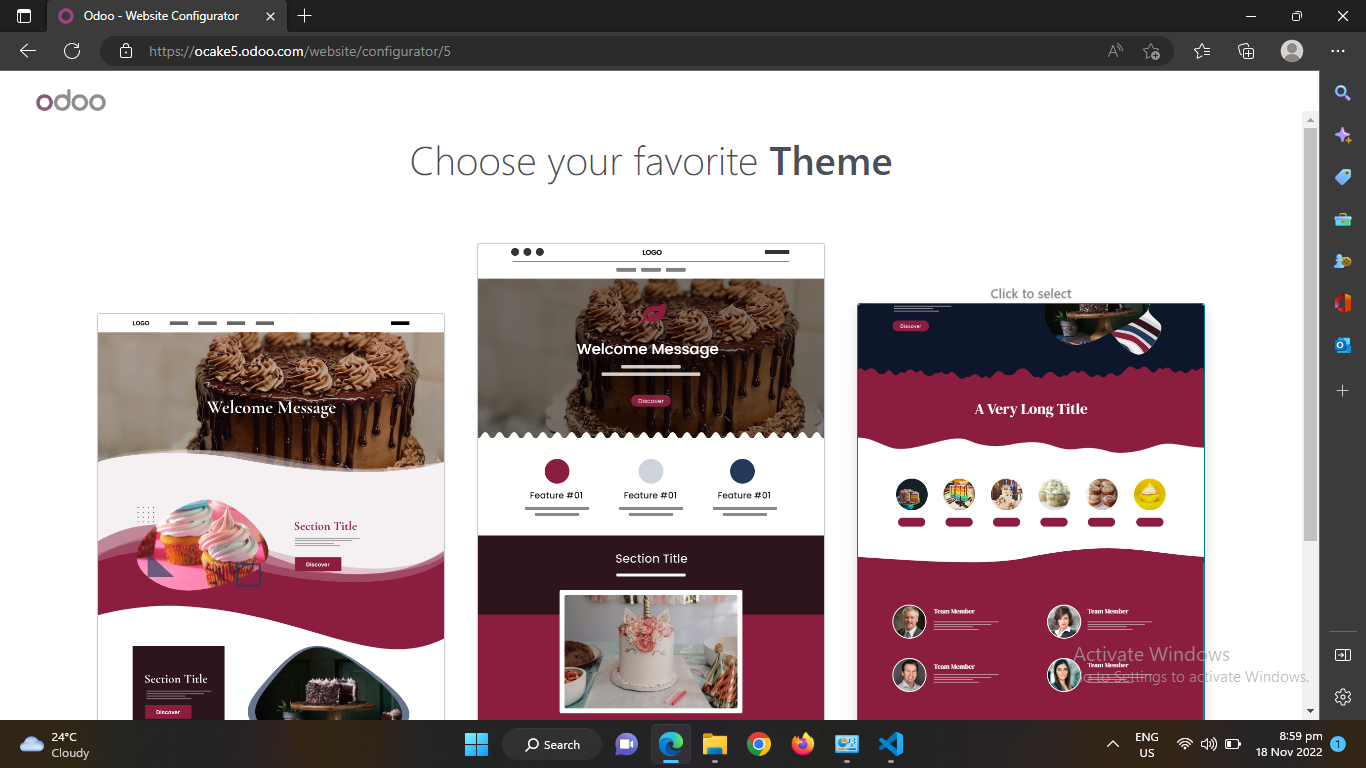 Odoo - Website Configurator
https://ocake5.odoo.com/website/configurator/5
odoo
Choose your favorite Theme
LOGO
Welcome Message
Section Title
Discover
Section Title
Discover
LOGO
Welcome Message
Discover
Feature #01
Feature #01
Feature #01
Section Title
Click to select
Discover
A Very Long Title
Team Member
Team Member
Team Member
Team Member
Activate Windows
Go to Settings to activate Windows.
24°C
Cloudy
Search
ENG
US
8:59 pm
18 Nov 2022
1